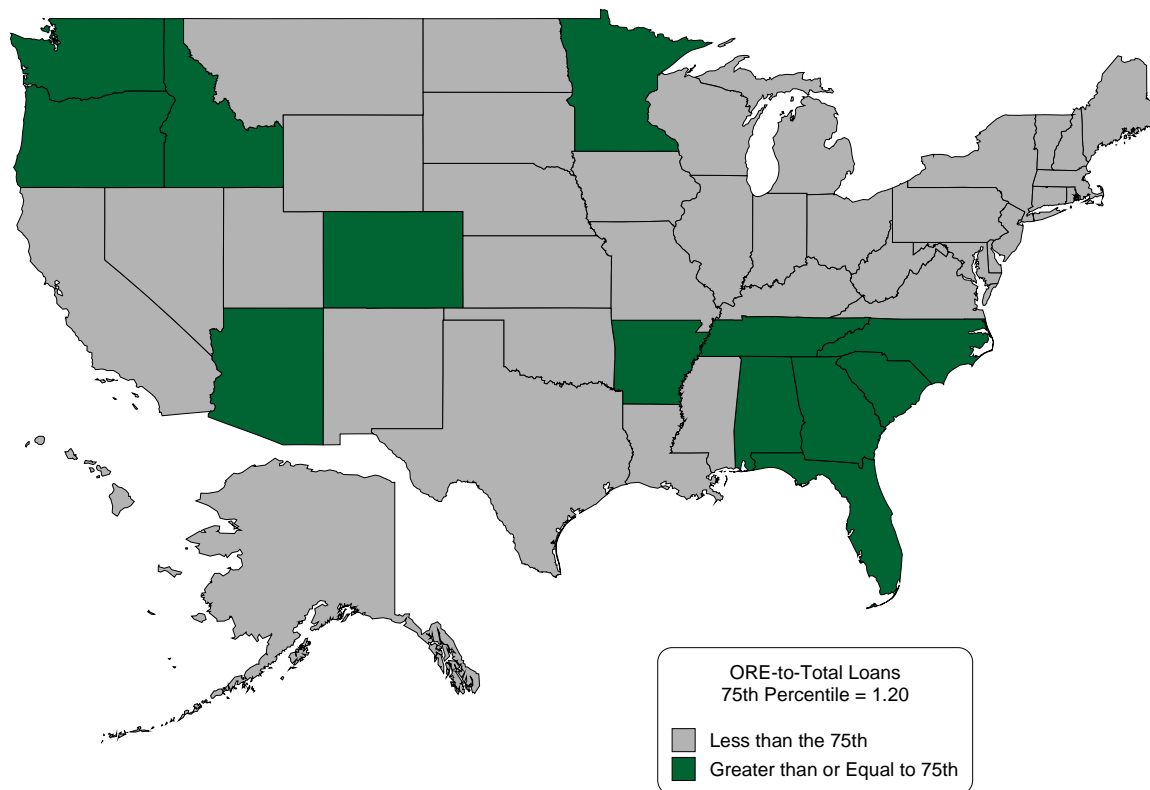 ORE-to-Total Loans
75th Percentile = 1.20
Less than the 75th
Greater than or Equal to 75th